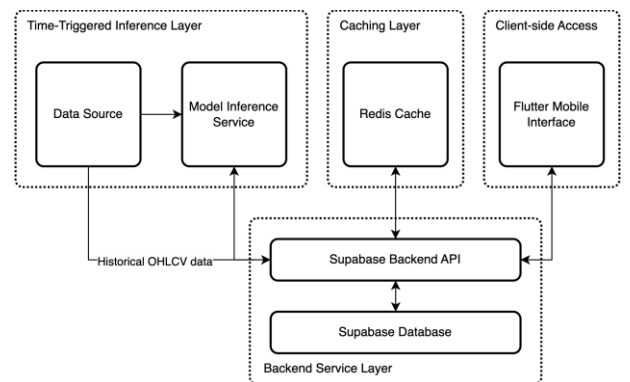 Time-Triggered Inference Layer
Caching Layer
Client-side Access
Data Source
Model Inference
Service
Redis Cache
Flutter Mobile
Interface
Historical OHLCV data
Supabase Backend API
Supabase Database
Backend Service Layer